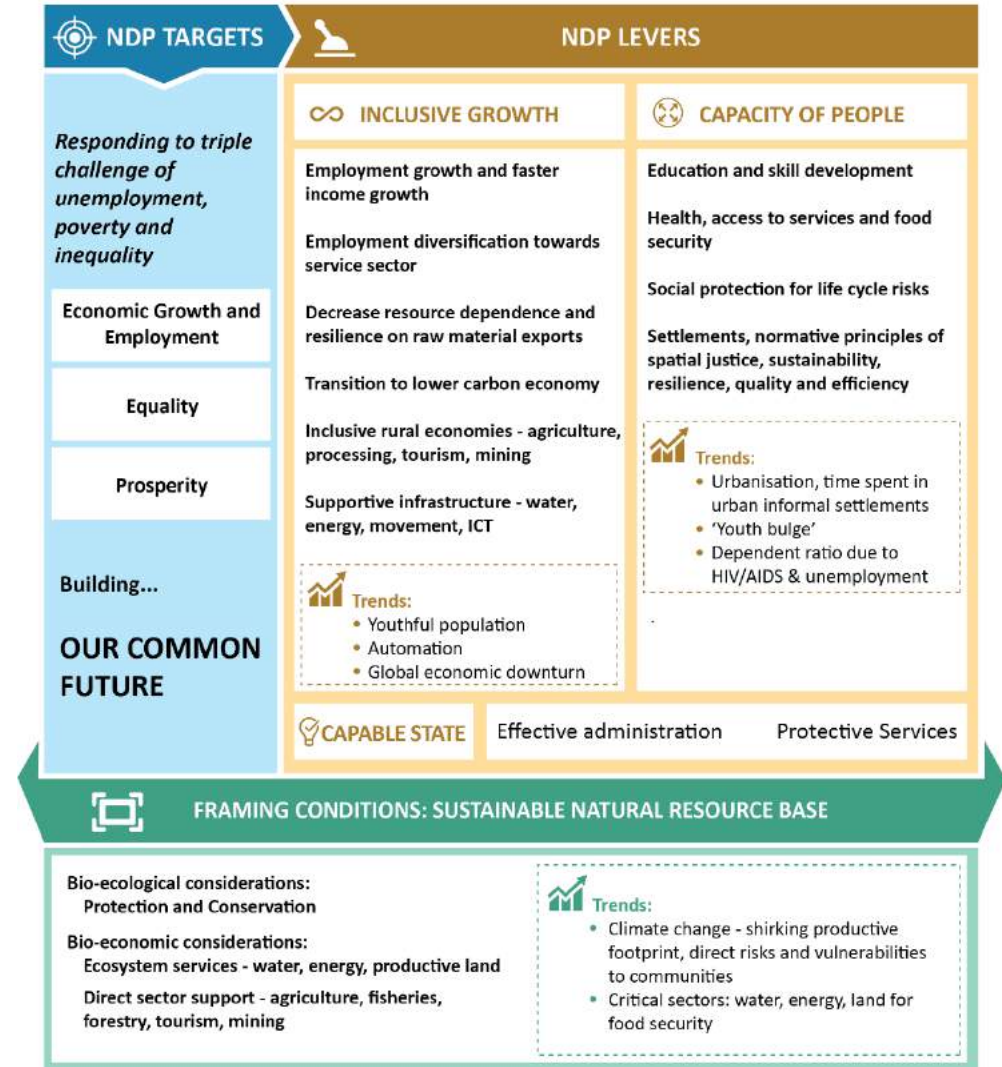 NDP TARGETS
NDP LEVERS
Responding to triple
challenge of
unemployment,
poverty and
inequality
Economic Growth and
Employment
Equality
Prosperity
Building...
OUR COMMON
FUTURE
INCLUSIVE GROWTH
Employment growth and faster
income growth
Employment diversification towards
service sector
Decrease resource dependence and
resilience on raw material exports
Transition to lower carbon economy
Inclusive rural economies - agriculture,
processing, tourism, mining
Supportive infrastructure - water,
energy, movement, ICT
Trends:
• Youthful population
• Automation
• Global economic downturn
CAPACITY OF PEOPLE
Education and skill development
Health, access to services and food
security
Social protection for life cycle risks
Settlements, normative principles of
spatial justice, sustainability,
resilience, quality and efficiency
Trends:
• Urbanisation, time spent in
urban informal settlements
• 'Youth bulge'
• Dependent ratio due to
HIV/AIDS & unemployment
.
CAPABLE STATE
Effective administration
Protective Services
FRAMING CONDITIONS: SUSTAINABLE NATURAL RESOURCE BASE
Bio-ecological considerations:
Protection and Conservation
Bio-economic considerations:
Ecosystem services - water, energy, productive land
Direct sector support - agriculture, fisheries,
forestry, tourism, mining
Trends:
• Climate change - shirking productive
footprint, direct risks and vulnerabilities
to communities
• Critical sectors: water, energy, land for
food security